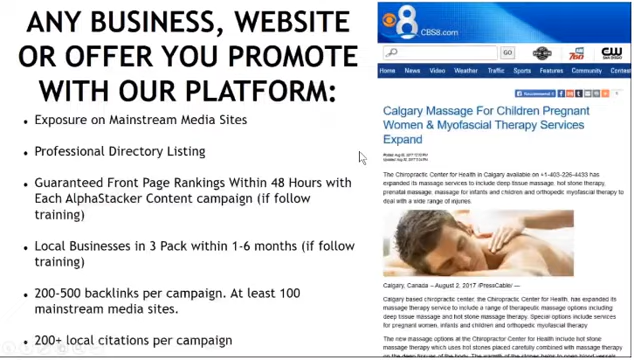 ANY BUSINESS, WEBSITE
OR OFFER YOU PROMOTE
WITH OUR PLATFORM:
• Exposure on Mainstream Media Sites
• Professional Directory Listing
• Guaranteed Front Page Rankings Within 48 Hours with
Each AlphaStacker Content campaign (if follow
training)
• Local Businesses in 3 Pack within 1-6 months (if follow
training)
• 200-500 backlinks per campaign. At least 100
mainstream media sites.
• 200+ local citations per campaign
8
CBS8.com
GO
760
CW
Home News Video Weather Traffic Sports Features Community Contest
Recommended
Calgary Massage For Children Pregnant
Women & Myofascial Therapy Services
Expand
The Chiropractic Center for Health in Calgary available on +1-403-226-4433 has
expanded its massage services to include deep tissue massage, hot stone therapy,
prenatal massage, massage for infants and children and orthopedic myofascial therapy to
deal with a wide range of injuries.
Calgary, Canada – August 2, 2017 /PressCable/ —
Calgary based chiropractic center, the Chiropractic Center for Health, has expanded its
massage therapy service to include a range of therapeutic massage options including
deep tissue massage and hot stone massage. Special options include services
for pregnant women, infants and children and orthopedic myofascial therapy
The new massage options at the Chiropractic Center for Health include hot stone
massage therapy which uses hot stones placed carefully combined with massage therapy